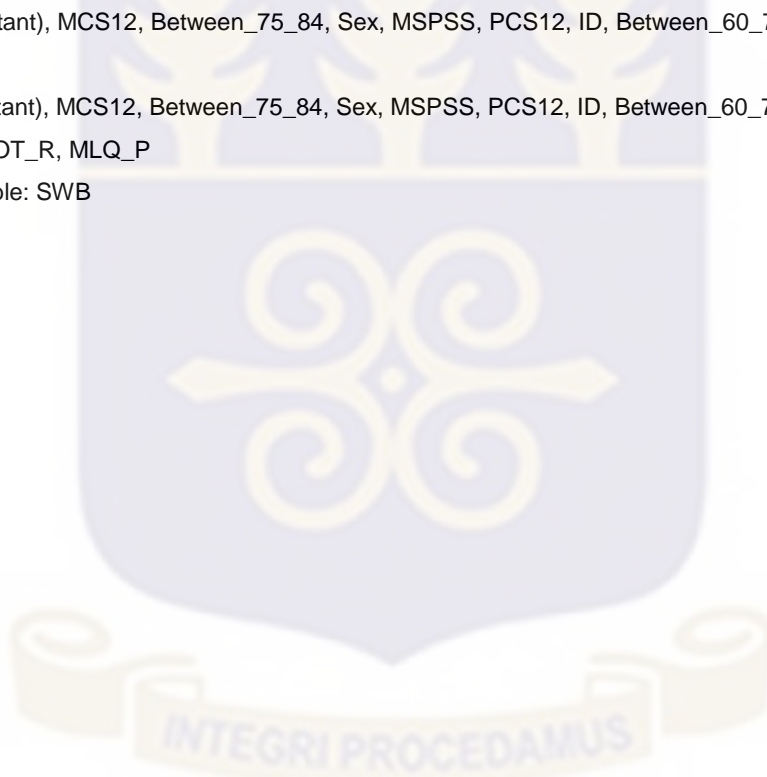 tant), MCS12, Between_75_84, Sex, MSPSS, PCS12, ID, Between_60_7
tant), MCS12, Between_75_84, Sex, MSPSS, PCS12, ID, Between_60_7
OT_R, MLQ_P
ble: SWB
INTEGRI PROCEDAMUS